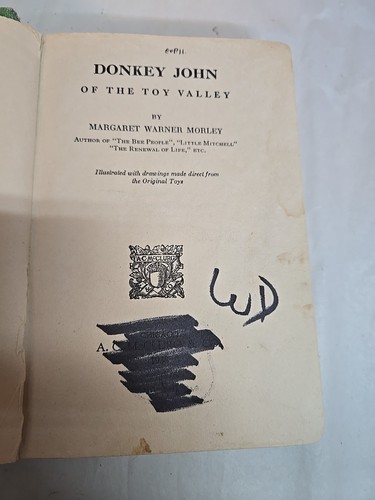 DONKEY JOHN
OF THE TOY VALLEY
BY
MARGARET WARNER MORLEY
AUTHOR OF "THE BEE PEOPLE", "LITTLE MITCHELL"
"THE RENEWAL OF LIFE," ETC.
Illustrated with drawings made direct from
the Original Toys
A.C. McCLURG
WD
A.